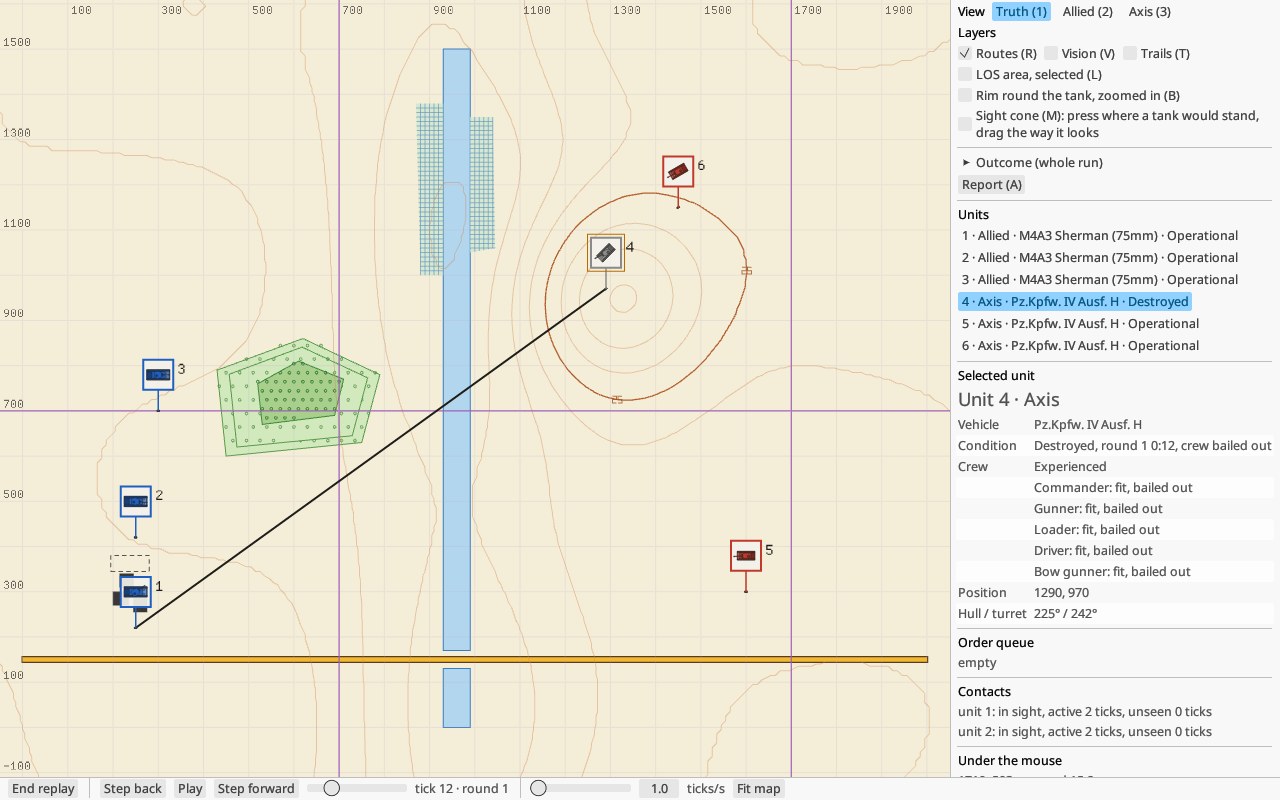 100 300 500 700 900 1100 1300 1500 1700 1900
1500
1300
1100
900
700
500
300
100
-100
6
4
3
2
1
5
25
25
View Truth (1) Allied (2) Axis (3)
Layers
Routes (R) Vision (V) Trails (T)
LOS area, selected (L)
Rim round the tank, zoomed in (B)
Sight cone (M): press where a tank would stand,
drag the way it looks
Outcome (whole run)
Report (A)
Units
1 · Allied · M4A3 Sherman (75mm) · Operational
2 · Allied · M4A3 Sherman (75mm) · Operational
3 · Allied · M4A3 Sherman (75mm) · Operational
4 · Axis · Pz.Kpfw. IV Ausf. H · Destroyed
5 · Axis · Pz.Kpfw. IV Ausf. H · Operational
6 · Axis · Pz.Kpfw. IV Ausf. H · Operational
Selected unit
Unit 4 · Axis
Vehicle Pz.Kpfw. IV Ausf. H
Condition Destroyed, round 1 0:12, crew bailed out
Crew Experienced
Commander: fit, bailed out
Gunner: fit, bailed out
Loader: fit, bailed out
Driver: fit, bailed out
Bow gunner: fit, bailed out
Position 1290, 970
Hull / turret 225° / 242°
Order queue
empty
Contacts
unit 1: in sight, active 2 ticks, unseen 0 ticks
unit 2: in sight, active 2 ticks, unseen 0 ticks
Under the mouse
End replay Step back Play Step forward tick 12 · round 1 1.0 ticks/s Fit map